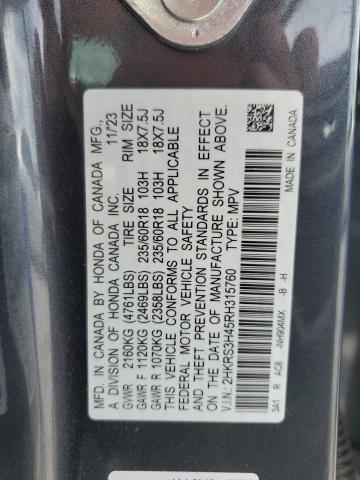 MFD. IN CANADA BY HONDA OF CANADA MFG.,
A DIVISION OF HONDA CANADA INC. 11/'23
GVWR 2160KG (4761LBS) TIRE SIZE RIM SIZE
GAWR F 1120KG (2469LBS) 235/60R18 103H 18X7.5J
GAWR R 1070KG (2358LBS) 235/60R18 103H 18X7.5J
THIS VEHICLE CONFORMS TO ALL APPLICABLE
FEDERAL MOTOR VEHICLE SAFETY
AND THEFT PREVENTION STANDARDS IN EFFECT
ON THE DATE OF MANUFACTURE SHOWN ABOVE.
V.I.N.: 2HKRS3H45RH315760 TYPE: MPV
3A1 R AC8 -NH904MX -B -H
MADE IN CANADA